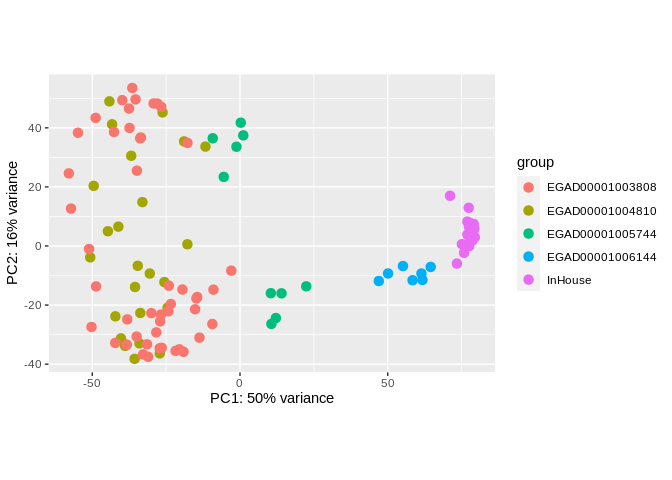 group
EGAD00001003808
EGAD00001004810
EGAD00001005744
EGAD00001006144
InHouse
PC2: 16% variance
40
20
0
-20
-40
-50
0
50
PC1: 50% variance